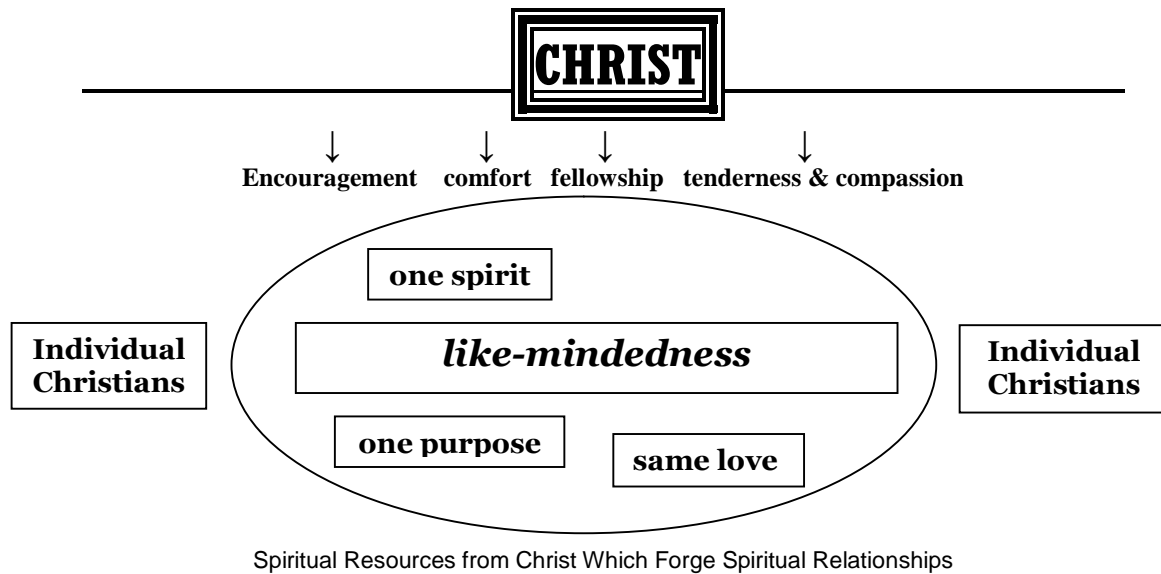 CHRIST
↓ ↓ ↓ ↓
Encouragement comfort fellowship tenderness & compassion
one spirit
Individual
Christians
like-mindedness
Individual
Christians
one purpose
same love
Spiritual Resources from Christ Which Forge Spiritual Relationships